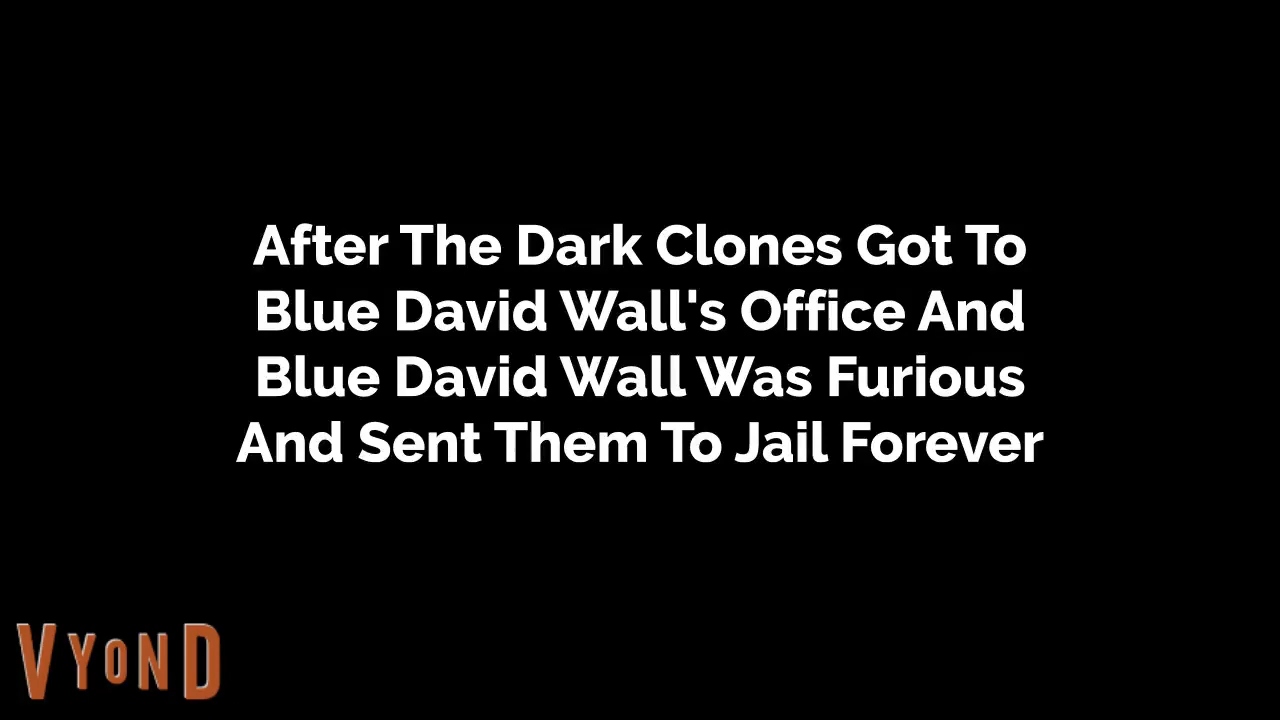 After The Dark Clones Got To
Blue David Wall's Office And
Blue David Wall Was Furious
And Sent Them To Jail Forever
VYOND